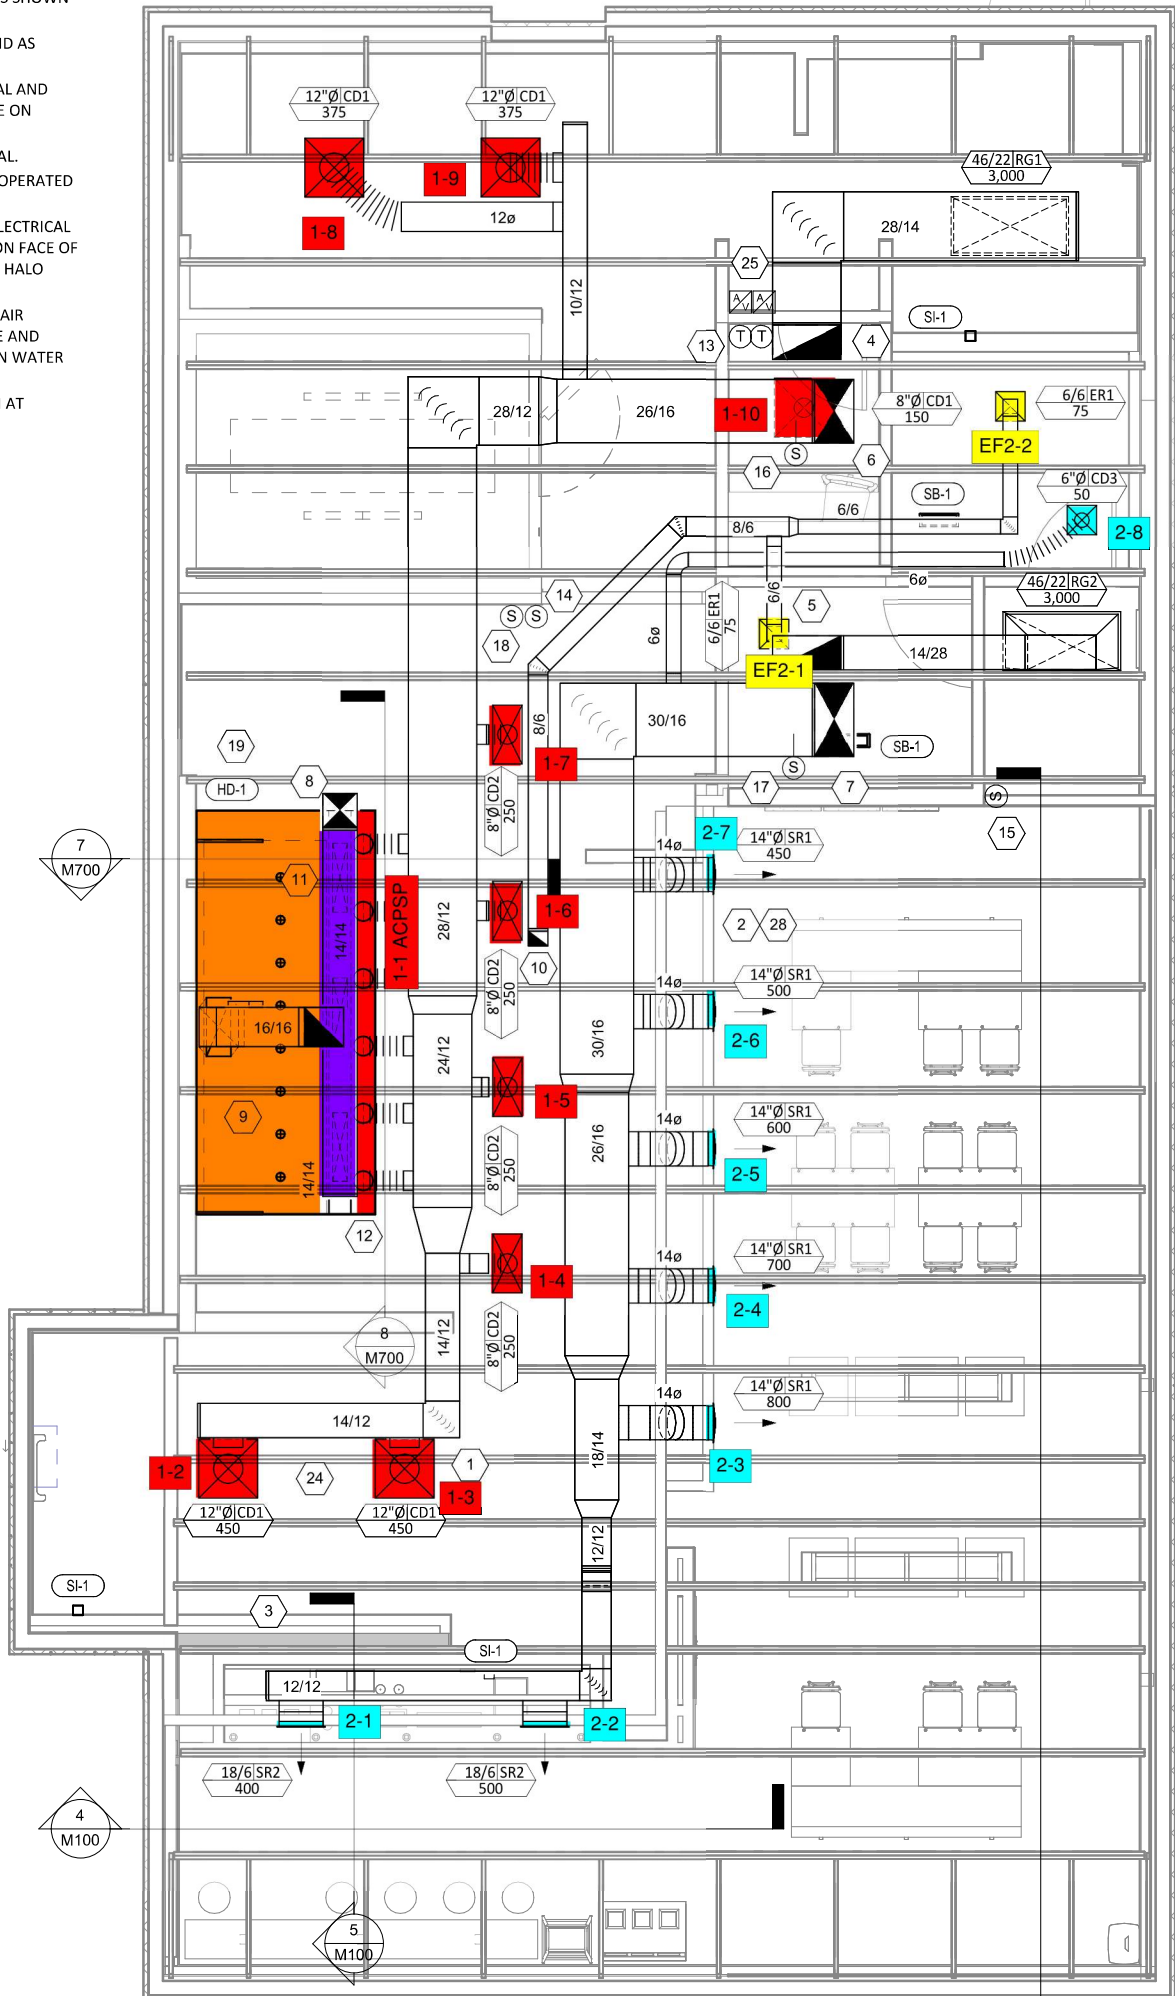 S SHOWN
ND AS
AL AND
E ON
AL.
OPERATED
LECTRICAL
ON FACE OF
HALO
AIR
E AND
N WATER
AT
12"Ø CD1
375
12"Ø CD1
375
1-9
1-8
12ø
10/12
46/22 RG1
3,000
28/14
25
A/V
A/V
T
T
13
4
SI-1
28/12
26/16
1-10
S
8"Ø CD1
150
6/6 ER1
75
EF2-2
16
6
6/6
SB-1
6"Ø CD3
50
2-8
8/6
6ø
14
S
S
18
6ø
6/6 ER1
75
6/6
5
46/22 RG2
3,000
14/28
EF2-1
8/6
30/16
SB-1
S
17
7
S
15
19
HD-1
8
1-7
8"Ø CD2
250
7
M700
11
14/14
1-1 ACPSP
28/12
1-6
10
8"Ø CD2
250
14ø
2-7
14"Ø SR1
450
2
28
14ø
14"Ø SR1
500
2-6
16/16
24/12
30/16
1-5
9
14/14
12
8"Ø CD2
250
26/16
14ø
14"Ø SR1
600
2-5
1-4
14ø
14"Ø SR1
700
2-4
8
M700
14/12
8"Ø CD2
250
14ø
14"Ø SR1
800
2-3
14/12
18/14
1-2
24
1
1-3
12"Ø CD1
450
12"Ø CD1
450
12/12
SI-1
3
SI-1
12/12
2-1
2-2
18/6 SR2
400
18/6 SR2
500
4
M100
5
M100